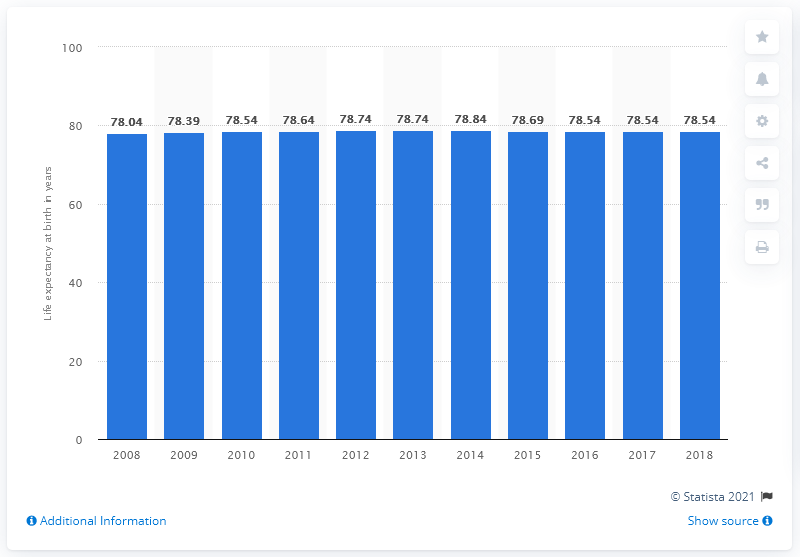 100
78.04 78.39 78.54 78.64 78.74 78.74 78.84 78.69 78.54 78.54 78.54
80
60
40
20
0
Life expectancy at birth in years
2008 2009 2010 2011 2012 2013 2014 2015 2016 2017 2018
© Statista 2021
Additional Information
Show source